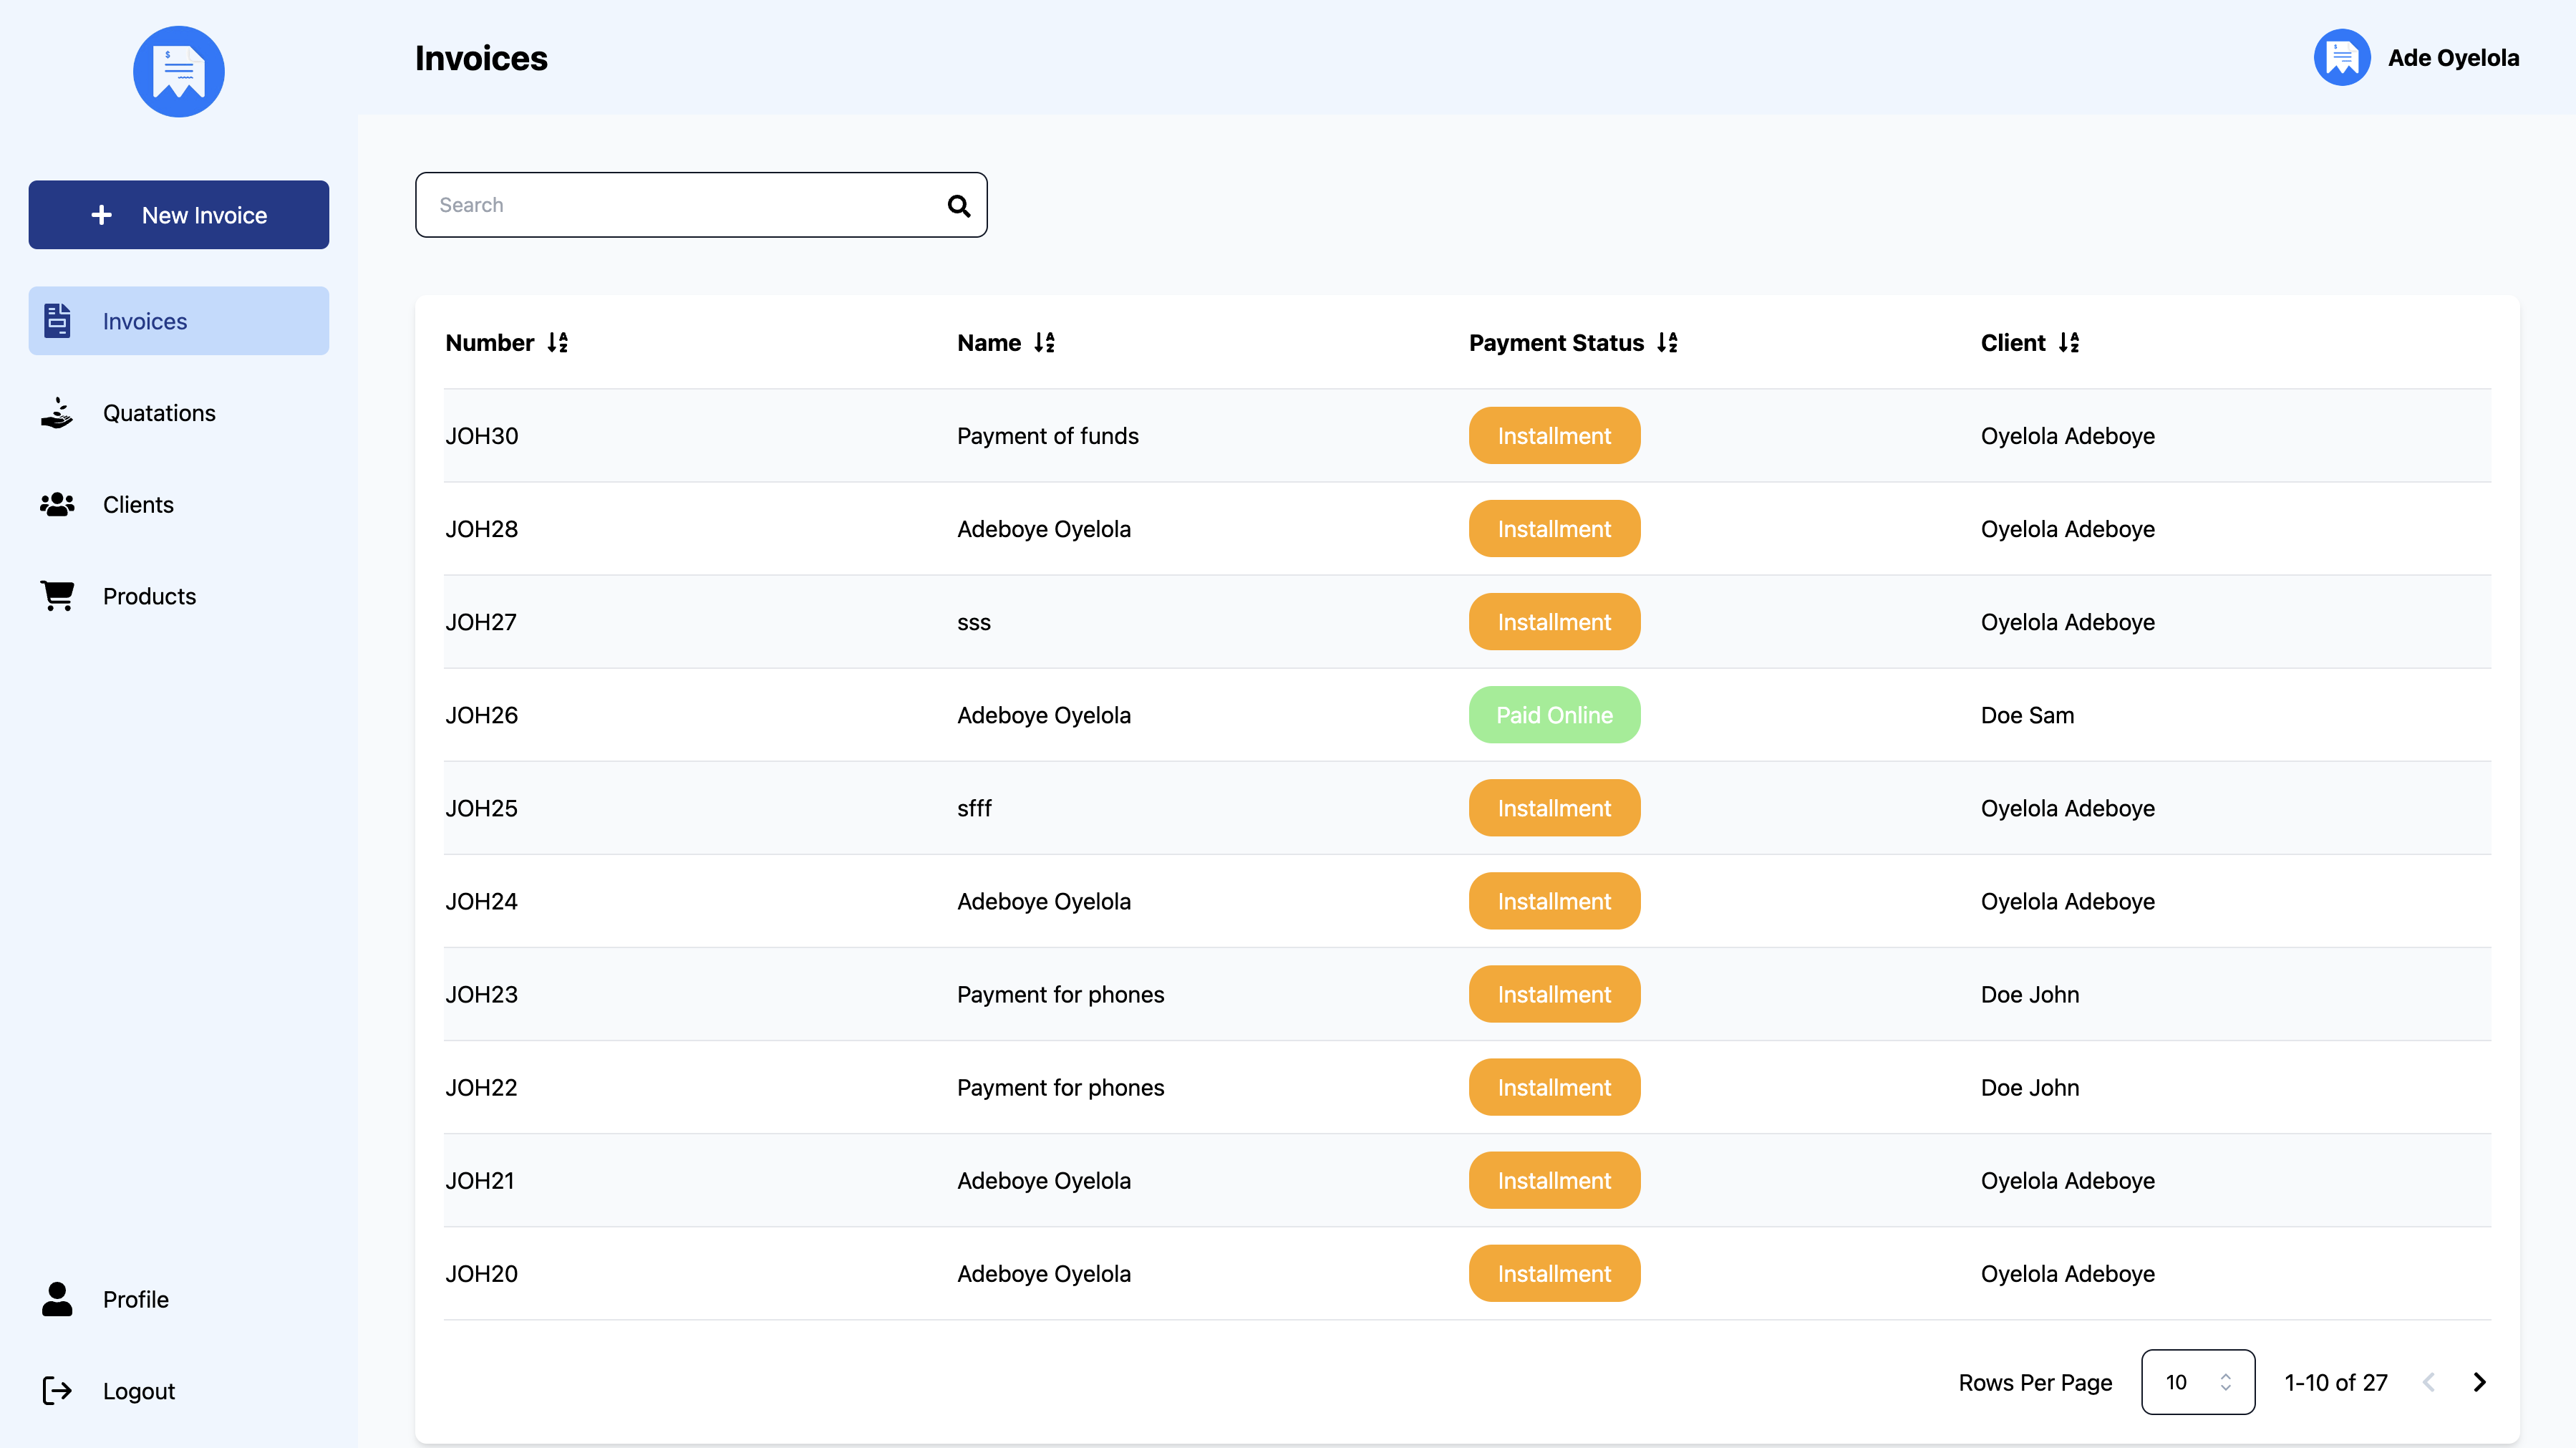 Invoices
Ade Oyelola
New Invoice
Invoices
Quatations
Clients
Products
Profile
Logout
Search
Number Name Payment Status Client
JOH30 Payment of funds Installment Oyelola Adeboye
JOH28 Adeboye Oyelola Installment Oyelola Adeboye
JOH27 sss Installment Oyelola Adeboye
JOH26 Adeboye Oyelola Paid Online Doe Sam
JOH25 sfff Installment Oyelola Adeboye
JOH24 Adeboye Oyelola Installment Oyelola Adeboye
JOH23 Payment for phones Installment Doe John
JOH22 Payment for phones Installment Doe John
JOH21 Adeboye Oyelola Installment Oyelola Adeboye
JOH20 Adeboye Oyelola Installment Oyelola Adeboye
Rows Per Page 10 1-10 of 27